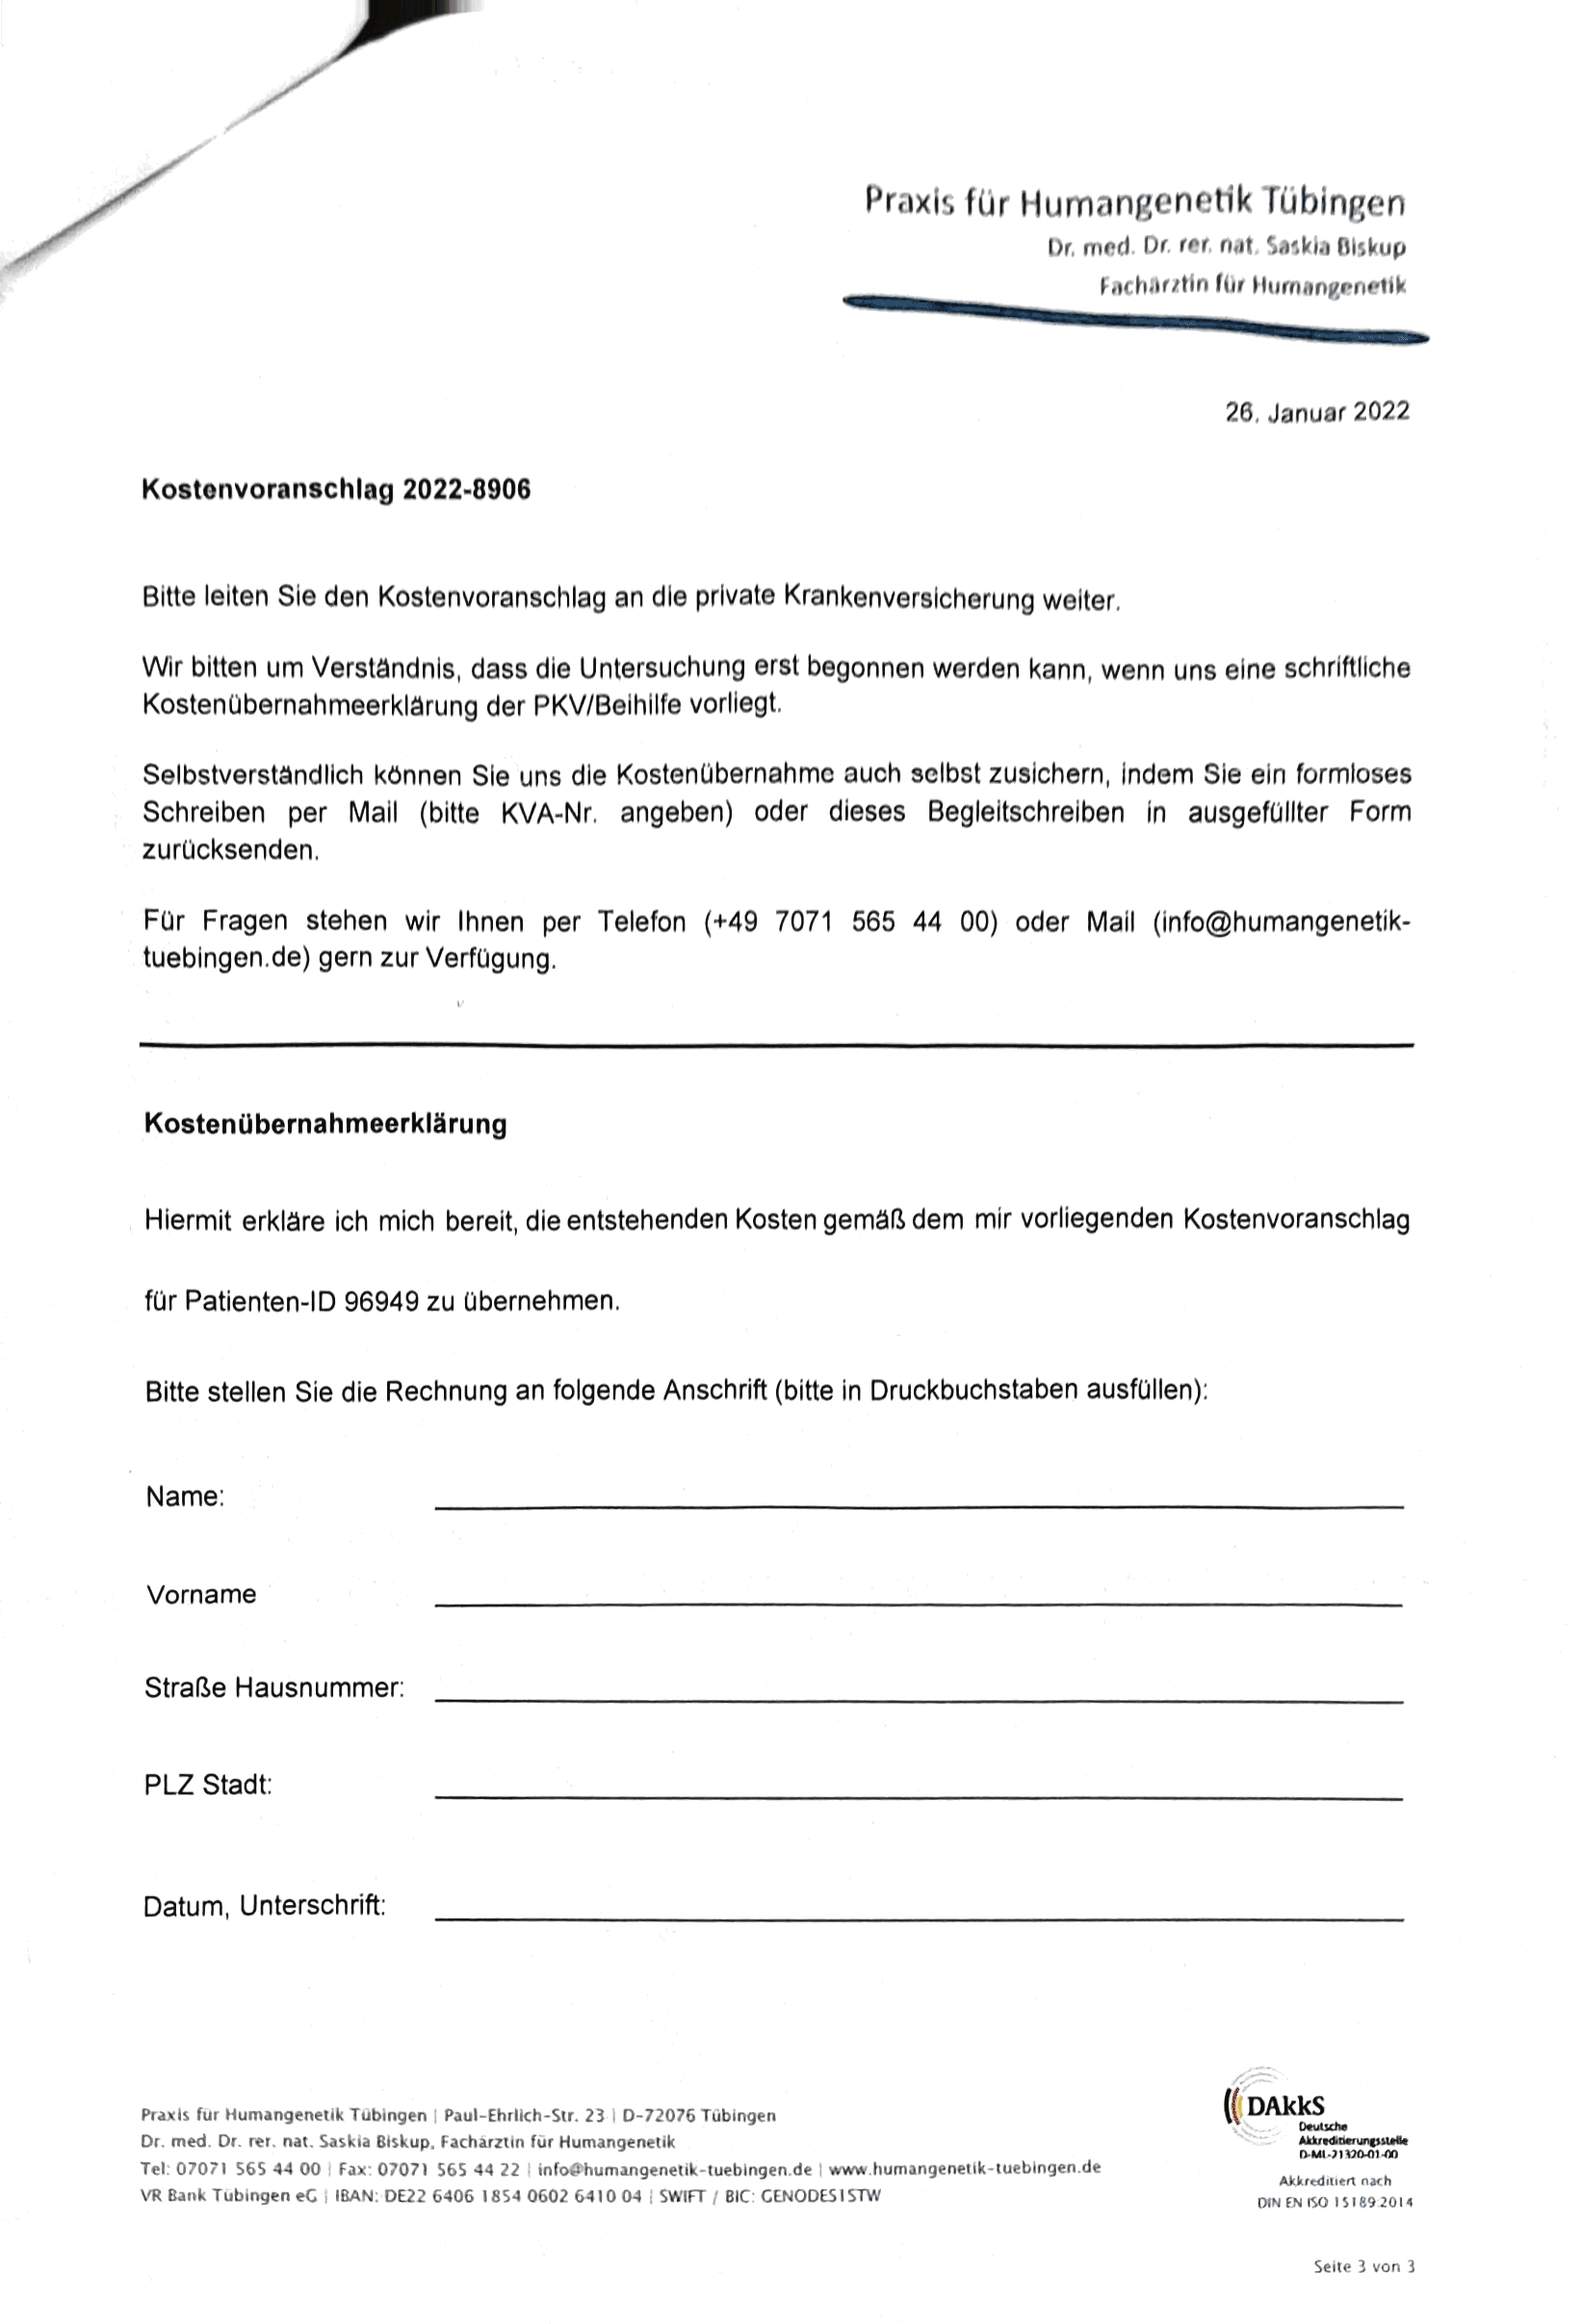 Praxis für Humangenetik Tübingen
Dr. med. Dr. rer. nat. Saskia Biskup
Fachärztin für Humangenetik
26. Januar 2022
Kostenvoranschlag 2022-8906
Bitte leiten Sie den Kostenvoranschlag an die private Krankenversicherung weiter.
Wir bitten um Verständnis, dass die Untersuchung erst begonnen werden kann, wenn uns eine schriftliche
Kostenübernahmeerklärung der PKV/Beihilfe vorliegt.
Selbstverständlich können Sie uns die Kostenübernahme auch selbst zusichern, indem Sie ein formloses
Schreiben per Mail (bitte KVA-Nr. angeben) oder dieses Begleitschreiben in ausgefüllter Form
zurücksenden.
Für Fragen stehen wir Ihnen per Telefon (+49 7071 565 44 00) oder Mail (info@humangenetik-
tuebingen.de) gern zur Verfügung.
Kostenübernahmeerklärung
Hiermit erkläre ich mich bereit, die entstehenden Kosten gemäß dem mir vorliegenden Kostenvoranschlag
für Patienten-ID 96949 zu übernehmen.
Bitte stellen Sie die Rechnung an folgende Anschrift (bitte in Druckbuchstaben ausfüllen):
Name:
Vorname
Straße Hausnummer:
PLZ Stadt:
Datum, Unterschrift:
Praxis für Humangenetik Tübingen | Paul-Ehrlich-Str. 23 | D-72076 Tübingen
Dr. med. Dr. rer. nat. Saskia Biskup, Fachärztin für Humangenetik
Tel: 07071 565 44 00 | Fax: 07071 565 44 22 | info@humangenetik-tuebingen.de | www.humangenetik-tuebingen.de
VR Bank Tübingen eG | IBAN: DE22 6406 1854 0602 6410 04 | SWIFT / BIC: GENODES1STW
DAkkS
Deutsche
Akkreditierungsstelle
D-ML-21320-01-00
Akkreditiert nach
DIN EN ISO 15189:2014
Seite 3 von 3